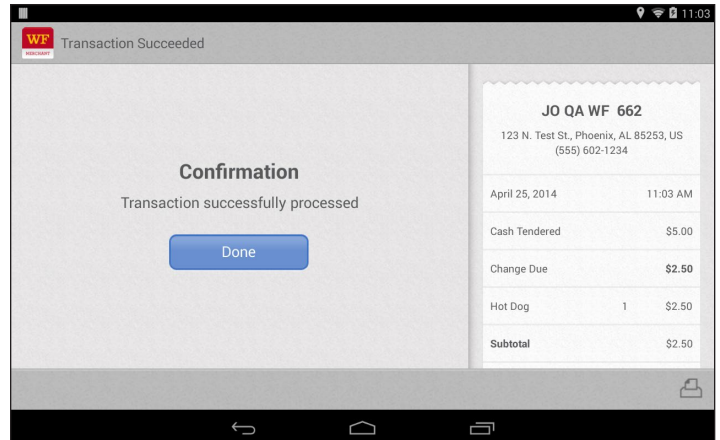 11:03
WF
MERCHANT
Transaction Succeeded
Confirmation
Transaction successfully processed
Done
JO QA WF 662
123 N. Test St., Phoenix, AL 85253, US
(555) 602-1234
April 25, 2014 11:03 AM
Cash Tendered $5.00
Change Due $2.50
Hot Dog 1 $2.50
Subtotal $2.50